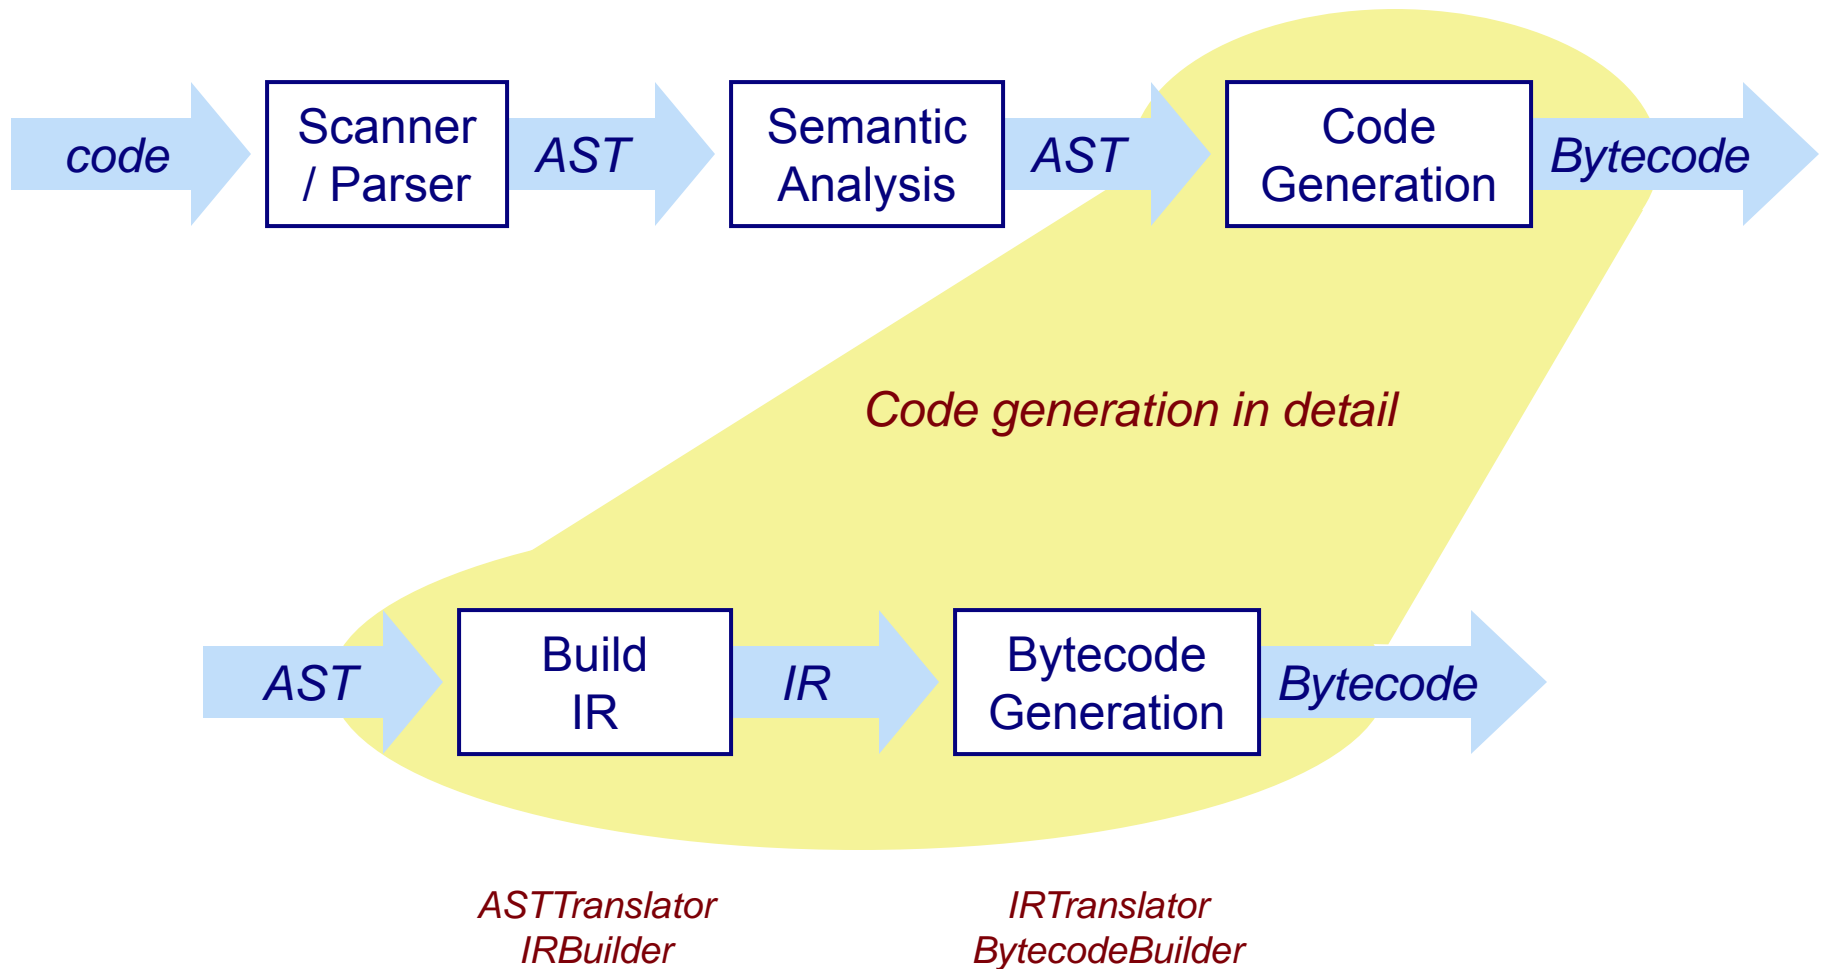 code
Scanner
/ Parser
AST
Semantic
Analysis
AST
Code
Generation
Bytecode
Code generation in detail
AST
Build
IR
IR
Bytecode
Generation
Bytecode
ASTTranslator
IRBuilder
IRTranslator
BytecodeBuilder